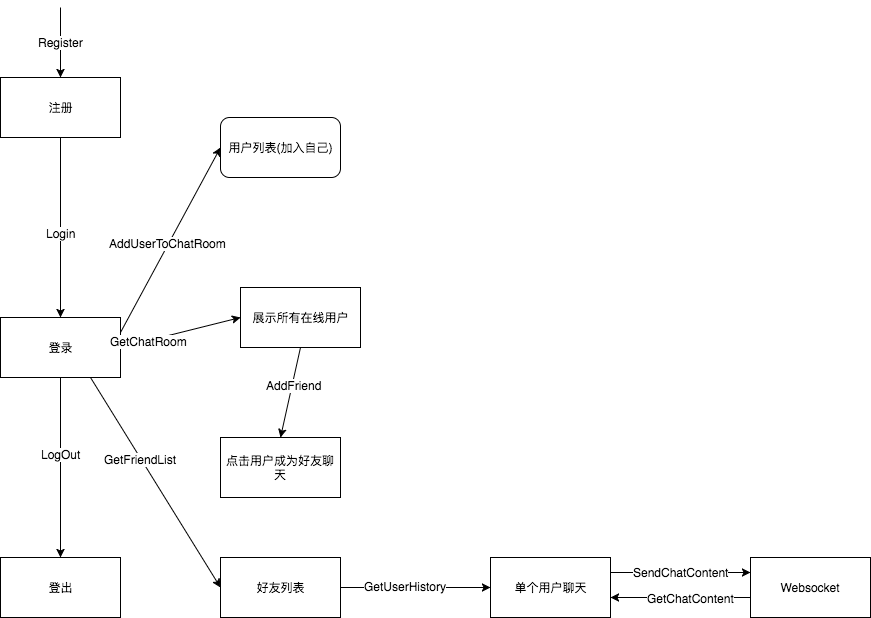 Register
注册
用户列表(加入自己)
Login
AddUserToChatRoom
展示所有在线用户
登录
GetChatRoom
AddFriend
LogOut
GetFriendList
点击用户成为好友聊
天
登出
好友列表
GetUserHistory
单个用户聊天
SendChatContent
GetChatContent
Websocket